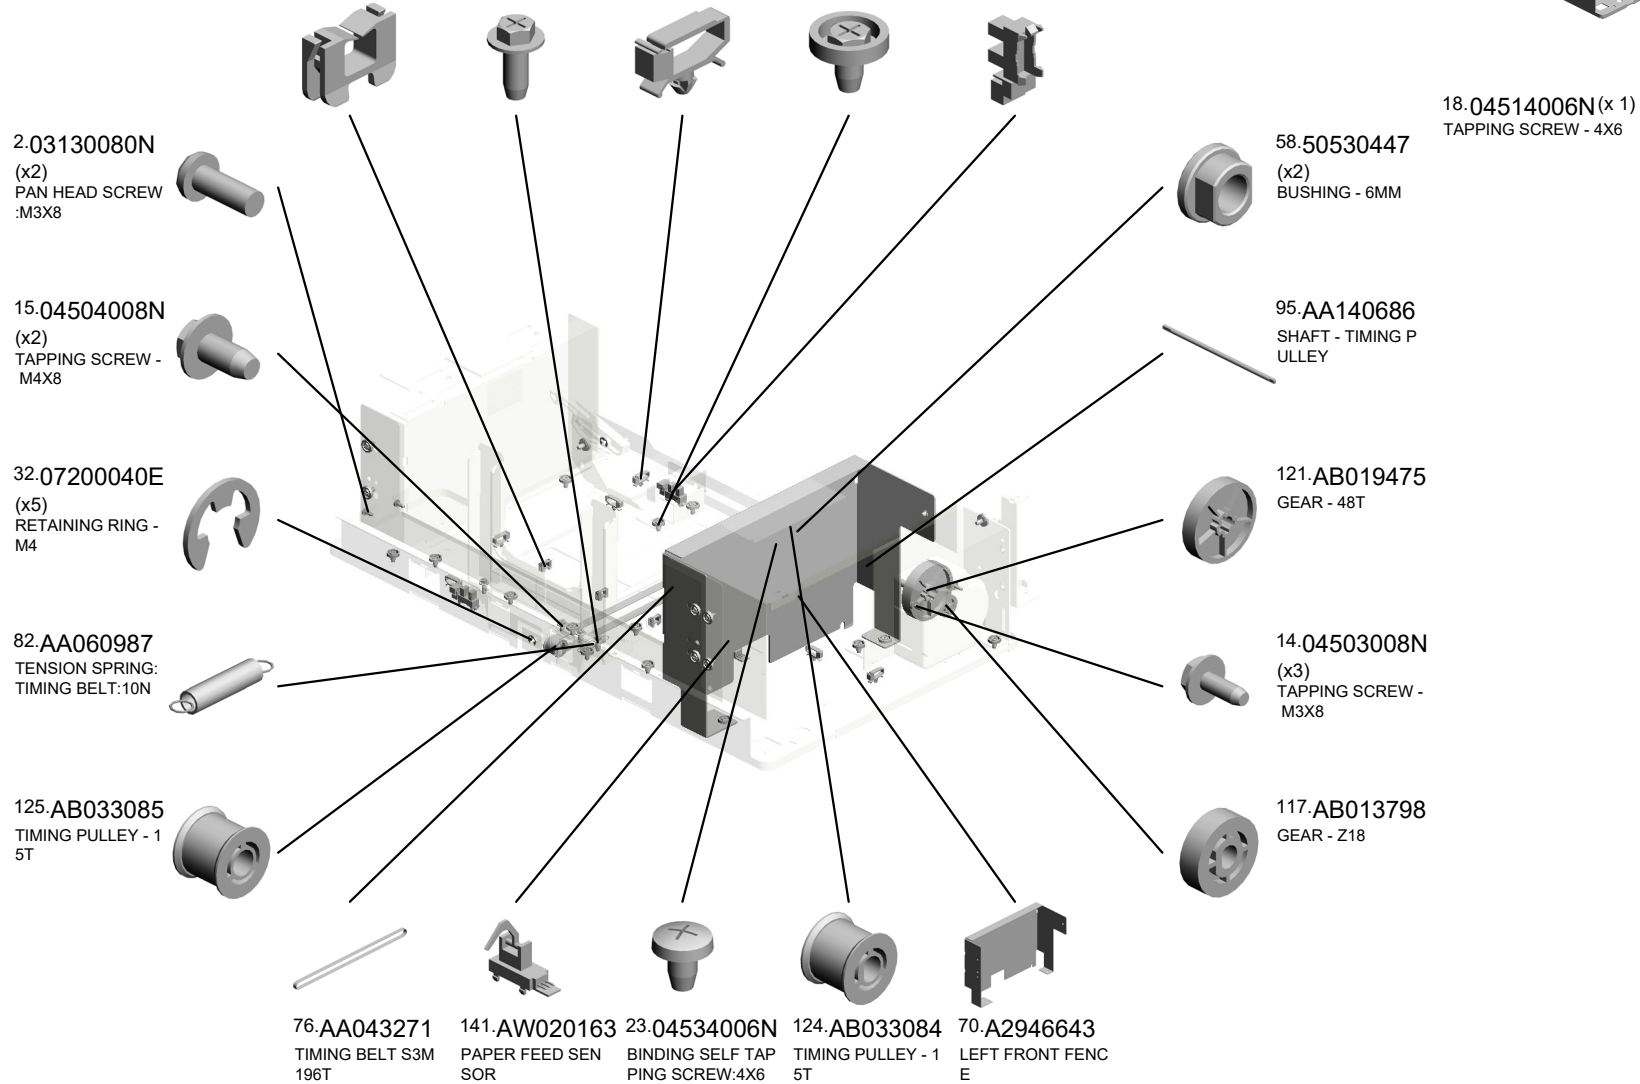 2.03130080N
(x2)
PAN HEAD SCREW
:M3X8
15.04504008N
(x2)
TAPPING SCREW -
M4X8
32.07200040E
(x5)
RETAINING RING -
M4
82.AA060987
TENSION SPRING:
TIMING BELT:10N
125.AB033085
TIMING PULLEY - 1
5T
76.AA043271
TIMING BELT S3M
196T
141.AW020163
PAPER FEED SEN
SOR
23.04534006N
BINDING SELF TAP
PING SCREW:4X6
124.AB033084
TIMING PULLEY - 1
5T
70.A2946643
LEFT FRONT FENC
E
58.50530447
(x2)
BUSHING - 6MM
95.AA140686
SHAFT - TIMING P
ULLEY
121.AB019475
GEAR - 48T
14.04503008N
(x3)
TAPPING SCREW -
M3X8
117.AB013798
GEAR - Z18
18.04514006N (x 1)
TAPPING SCREW - 4X6